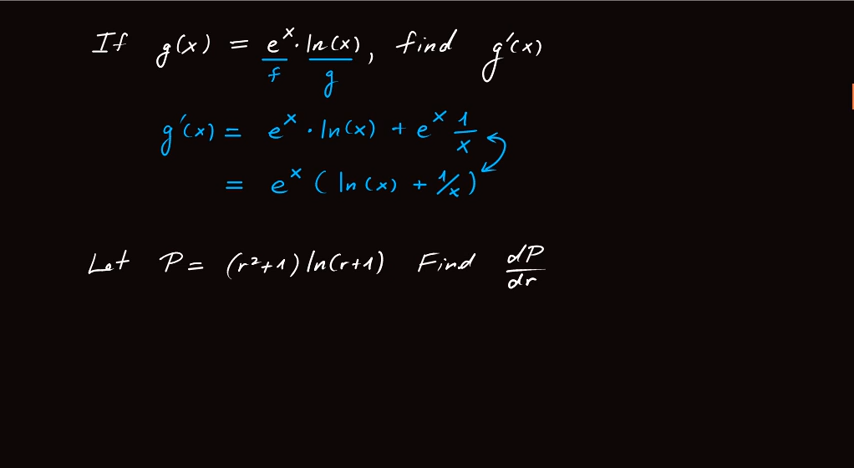 If g(x) = e^x · ln(x), find g'(x)
f g
g'(x) = e^x · ln(x) + e^x 1/x
= e^x (ln(x) + 1/x)
Let P = (r²+1) ln(r+1) Find dP/dr